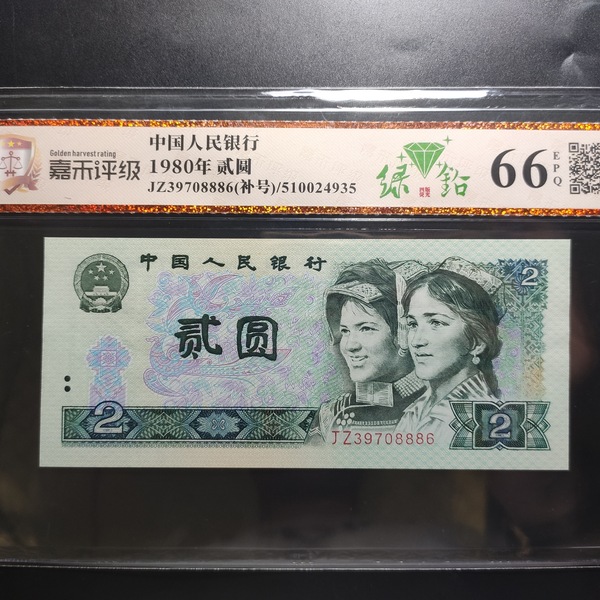 Golden harvest rating
嘉禾评级
中国人民银行
1980年 贰圆
JZ39708886(补号)/510024935
绿钻
66
EPQ
中国人民银行
2
贰圆
2
JZ39708886
2